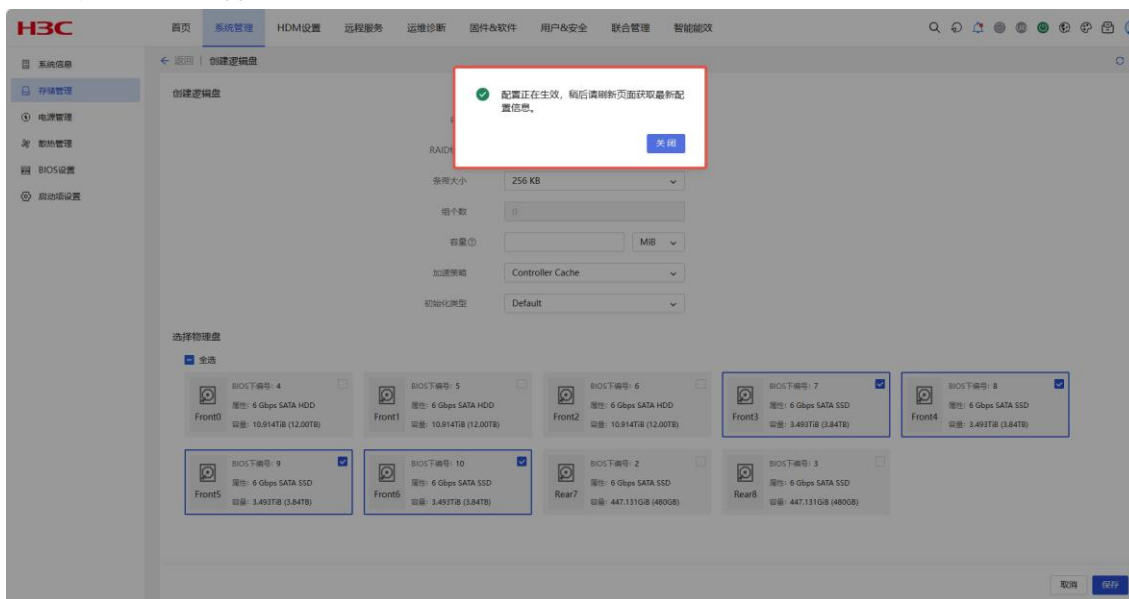 H3C
首页 系统管理 HDM设置 远程服务 运维诊断 固件&软件 用户&安全 联合管理 智能能效
系统信息
存储管理
电源管理
散热管理
BIOS设置
启动项设置
返回 | 创建逻辑盘
创建逻辑盘
配置正在生效，稍后请刷新页面获取最新配
置信息。
关闭
RAID
条带大小 256 KB
组个数 0
容量 MiB
加速策略 Controller Cache
初始化类型 Default
选择物理盘
全选
Front0
BIOS下编号: 4
属性: 6 Gbps SATA HDD
容量: 10.914TiB (12.00TB)
Front1
BIOS下编号: 5
属性: 6 Gbps SATA HDD
容量: 10.914TiB (12.00TB)
Front2
BIOS下编号: 6
属性: 6 Gbps SATA HDD
容量: 10.914TiB (12.00TB)
Front3
BIOS下编号: 7
属性: 6 Gbps SATA SSD
容量: 3.493TiB (3.84TB)
Front4
BIOS下编号: 8
属性: 6 Gbps SATA SSD
容量: 3.493TiB (3.84TB)
Front5
BIOS下编号: 9
属性: 6 Gbps SATA SSD
容量: 3.493TiB (3.84TB)
Front6
BIOS下编号: 10
属性: 6 Gbps SATA SSD
容量: 3.493TiB (3.84TB)
Rear7
BIOS下编号: 2
属性: 6 Gbps SATA SSD
容量: 447.131GiB (480GB)
Rear8
BIOS下编号: 3
属性: 6 Gbps SATA SSD
容量: 447.131GiB (480GB)
取消 保存